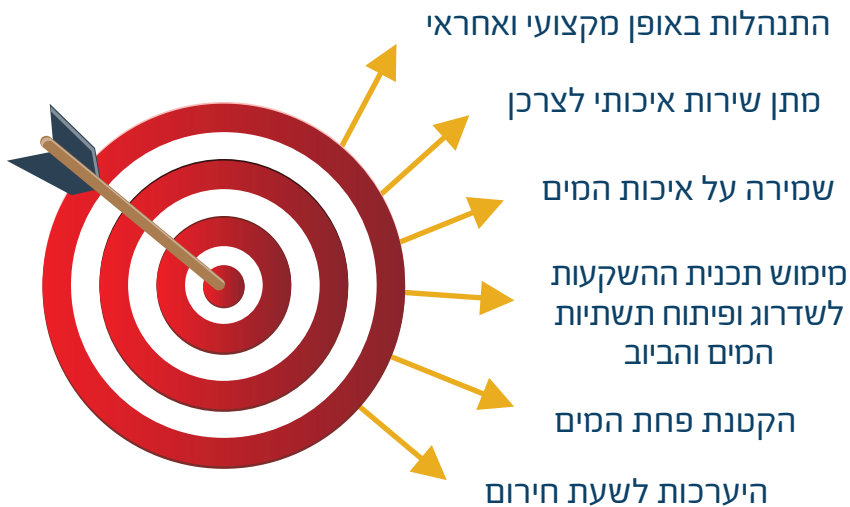 התנהלות באופן מקצועי ואחראי
מתן שירות איכותי לצרכן
שמירה על איכות המים
מימוש תכנית ההשקעות
לשדרוג ופיתוח תשתיות
המים והביוב
הקטנת פחת המים
היערכות לשעת חירום